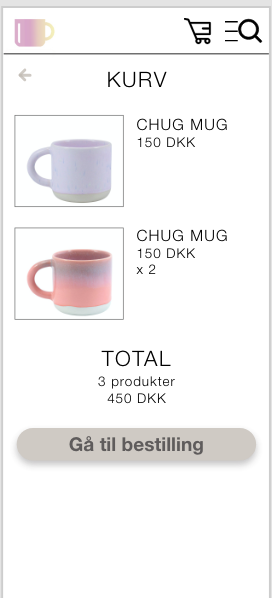 KURV
CHUG MUG
150 DKK
CHUG MUG
150 DKK
x 2
TOTAL
3 produkter
450 DKK
Gå til bestilling